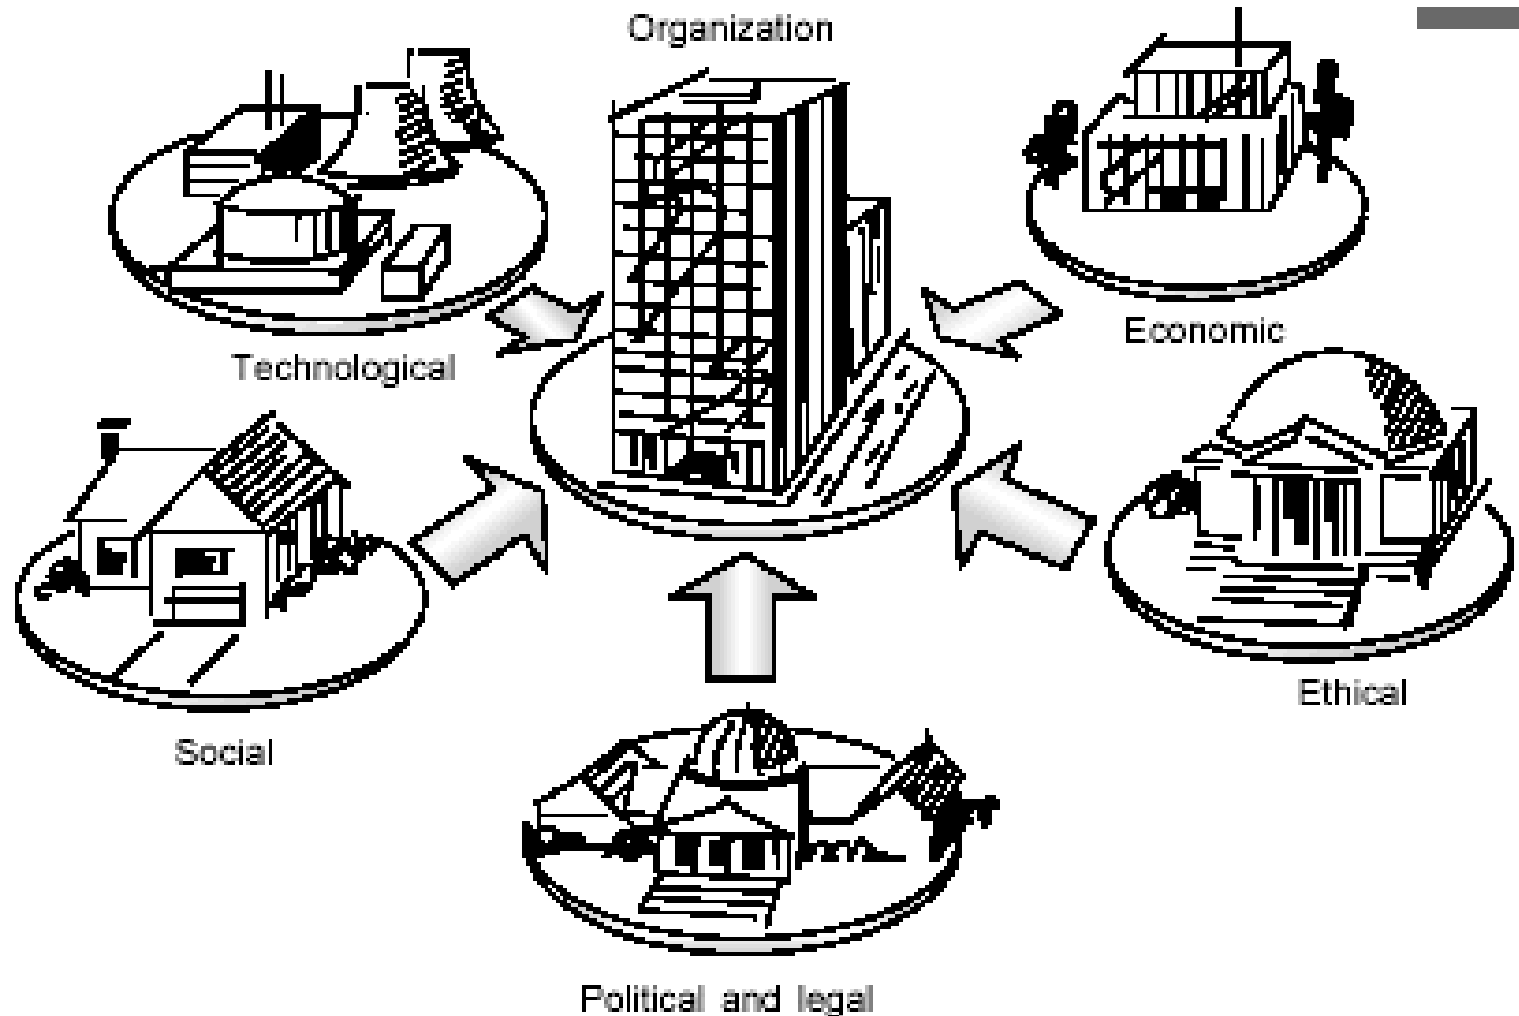 Organization
Technological
Economic
Social
Ethical
Political and legal